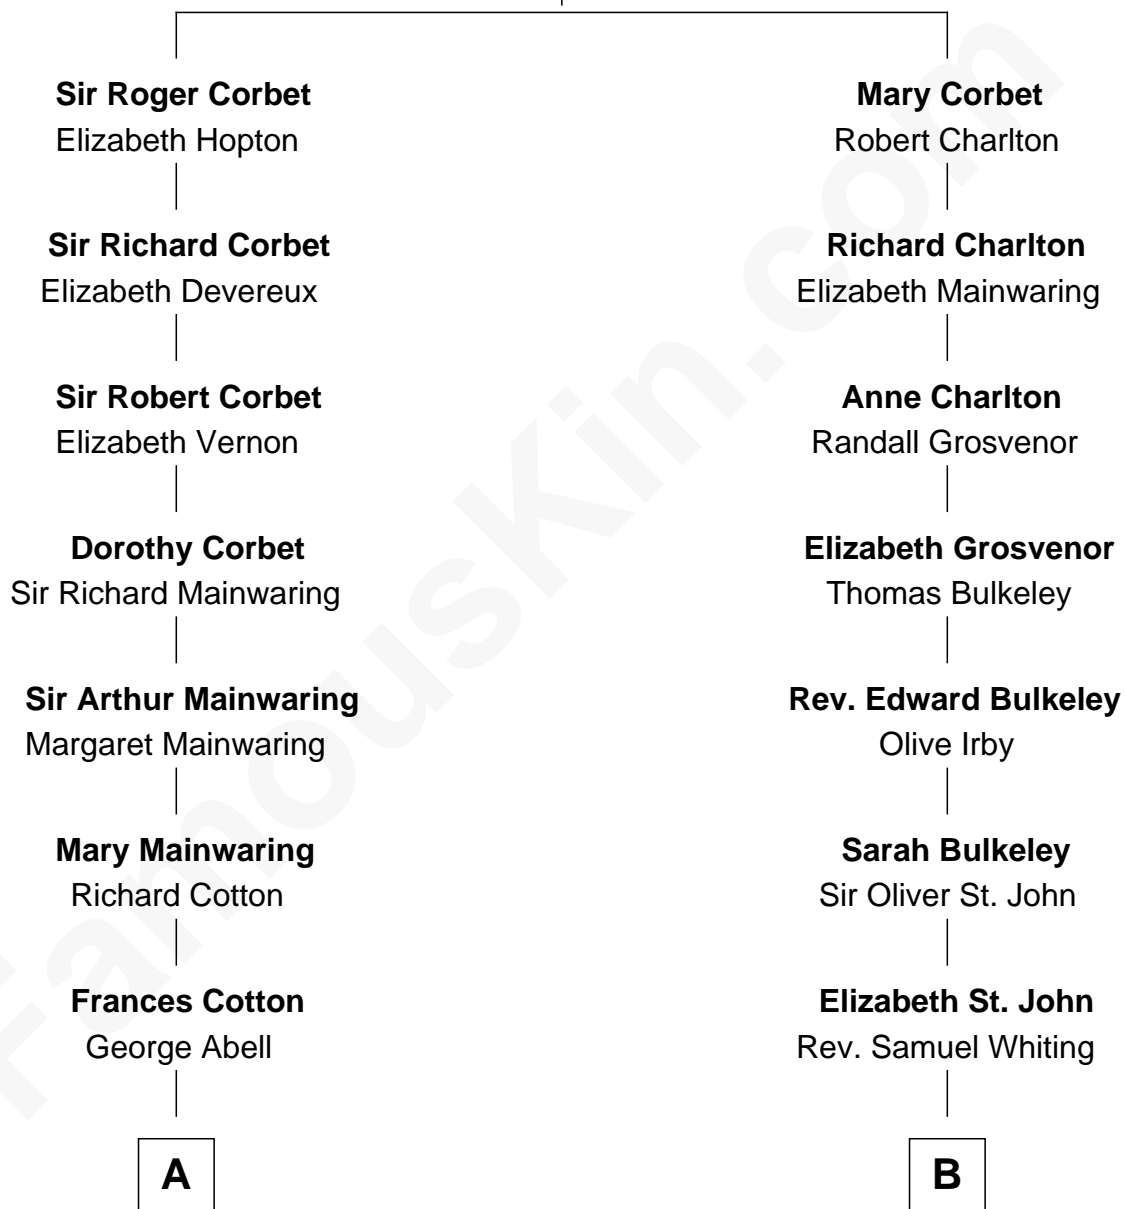 Sir Roger Corbet
Elizabeth Hopton
Sir Richard Corbet
Elizabeth Devereux
Sir Robert Corbet
Elizabeth Vernon
Dorothy Corbet
Sir Richard Mainwaring
Sir Arthur Mainwaring
Margaret Mainwaring
Mary Mainwaring
Richard Cotton
Frances Cotton
George Abell
A
Mary Corbet
Robert Charlton
Richard Charlton
Elizabeth Mainwaring
Anne Charlton
Randall Grosvenor
Elizabeth Grosvenor
Thomas Bulkeley
Rev. Edward Bulkeley
Olive Irby
Sarah Bulkeley
Sir Oliver St. John
Elizabeth St. John
Rev. Samuel Whiting
B
FamousKin.com